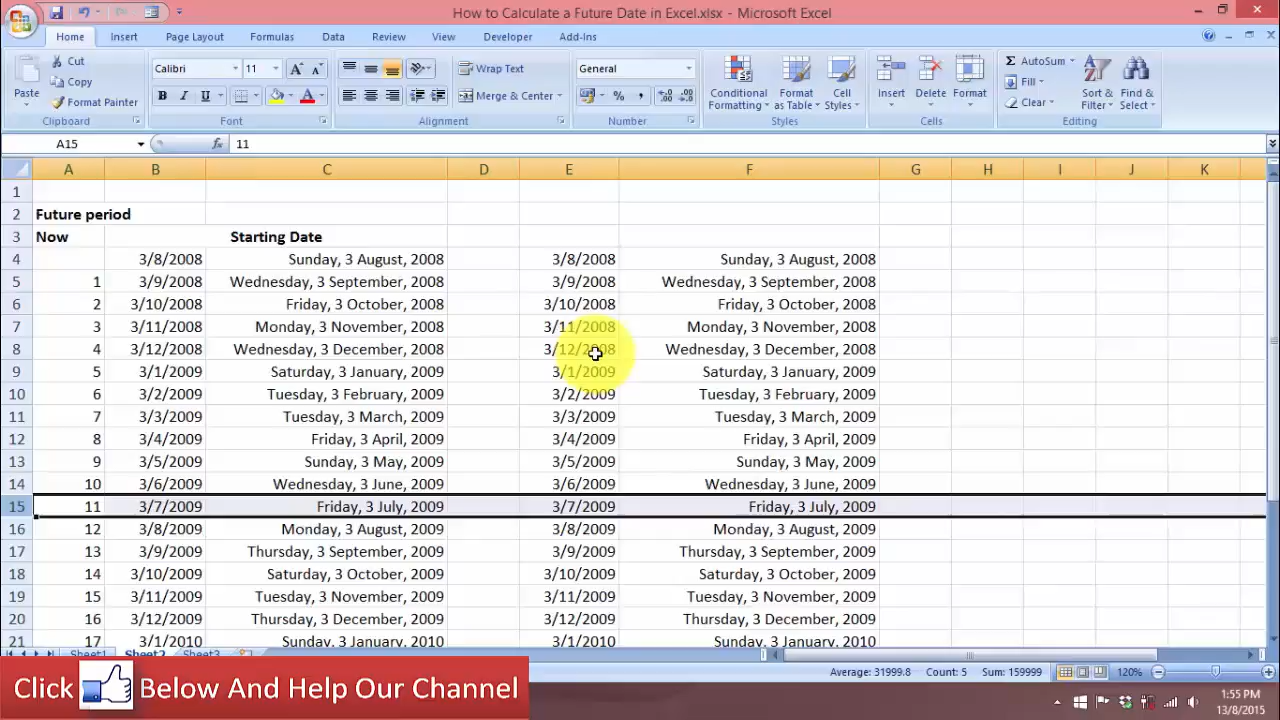 How to Calculate a Future Date in Excel.xlsx - Microsoft Excel
Home Insert Page Layout Formulas Data Review View Developer Add-Ins
Paste Cut Copy Format Painter Clipboard
Calibri 11 A A B I U A Font
Wrap Text Merge & Center Alignment
General % , Number
Conditional Formatting Format as Table Cell Styles Styles
Insert Delete Format Cells
Σ AutoSum Fill Clear Sort & Filter Find & Select Editing
A15 fx 11
A B C D E F G H I J K
1
2 Future period
3 Now Starting Date
4 3/8/2008 Sunday, 3 August, 2008 3/8/2008 Sunday, 3 August, 2008
5 1 3/9/2008 Wednesday, 3 September, 2008 3/9/2008 Wednesday, 3 September, 2008
6 2 3/10/2008 Friday, 3 October, 2008 3/10/2008 Friday, 3 October, 2008
7 3 3/11/2008 Monday, 3 November, 2008 3/11/2008 Monday, 3 November, 2008
8 4 3/12/2008 Wednesday, 3 December, 2008 3/12/2008 Wednesday, 3 December, 2008
9 5 3/1/2009 Saturday, 3 January, 2009 3/1/2009 Saturday, 3 January, 2009
10 6 3/2/2009 Tuesday, 3 February, 2009 3/2/2009 Tuesday, 3 February, 2009
11 7 3/3/2009 Tuesday, 3 March, 2009 3/3/2009 Tuesday, 3 March, 2009
12 8 3/4/2009 Friday, 3 April, 2009 3/4/2009 Friday, 3 April, 2009
13 9 3/5/2009 Sunday, 3 May, 2009 3/5/2009 Sunday, 3 May, 2009
14 10 3/6/2009 Wednesday, 3 June, 2009 3/6/2009 Wednesday, 3 June, 2009
15 11 3/7/2009 Friday, 3 July, 2009 3/7/2009 Friday, 3 July, 2009
16 12 3/8/2009 Monday, 3 August, 2009 3/8/2009 Monday, 3 August, 2009
17 13 3/9/2009 Thursday, 3 September, 2009 3/9/2009 Thursday, 3 September, 2009
18 14 3/10/2009 Saturday, 3 October, 2009 3/10/2009 Saturday, 3 October, 2009
19 15 3/11/2009 Tuesday, 3 November, 2009 3/11/2009 Tuesday, 3 November, 2009
20 16 3/12/2009 Thursday, 3 December, 2009 3/12/2009 Thursday, 3 December, 2009
21 17 3/1/2010 Sunday, 3 January, 2010 3/1/2010 Sunday, 3 January, 2010
Sheet1 Sheet2 Sheet3
Average: 31999.8 Count: 5 Sum: 159999 120%
Click Below And Help Our Channel
1:55 PM
13/8/2015